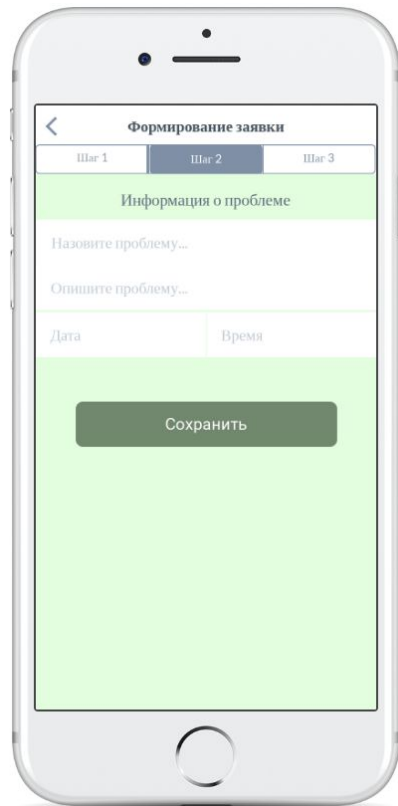 Формирование заявки
Шаг 1 Шаг 2 Шаг 3
Информация о проблеме
Назовите проблему...
Опишите проблему...
Дата Время
Сохранить